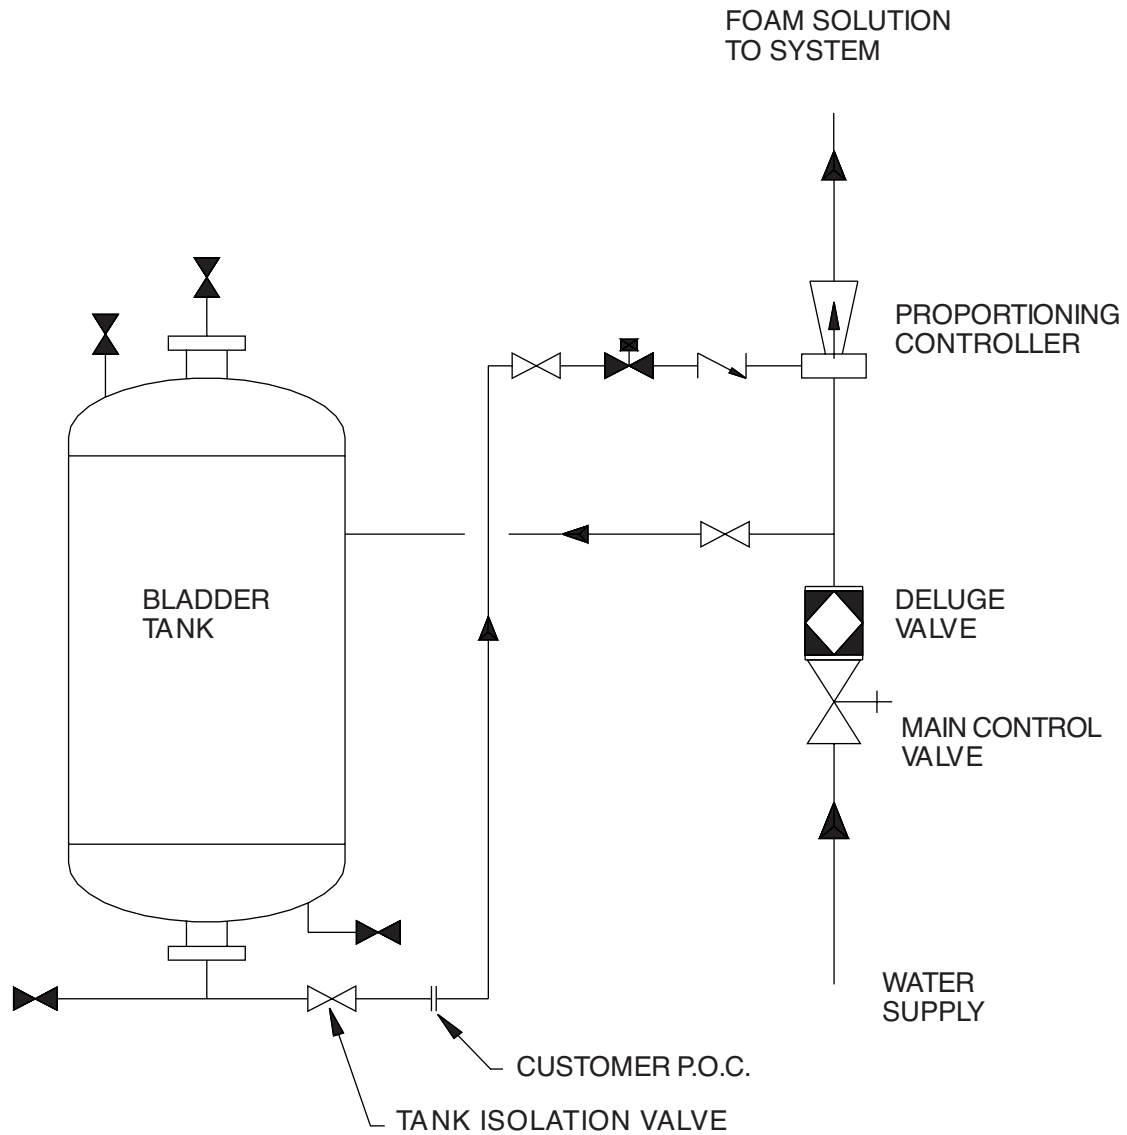 FOAM SOLUTION
TO SYSTEM
PROPORTIONING
CONTROLLER
BLADDER
TANK
DELUGE
VALVE
MAIN CONTROL
VALVE
WATER
SUPPLY
CUSTOMER P.O.C.
TANK ISOLATION VALVE